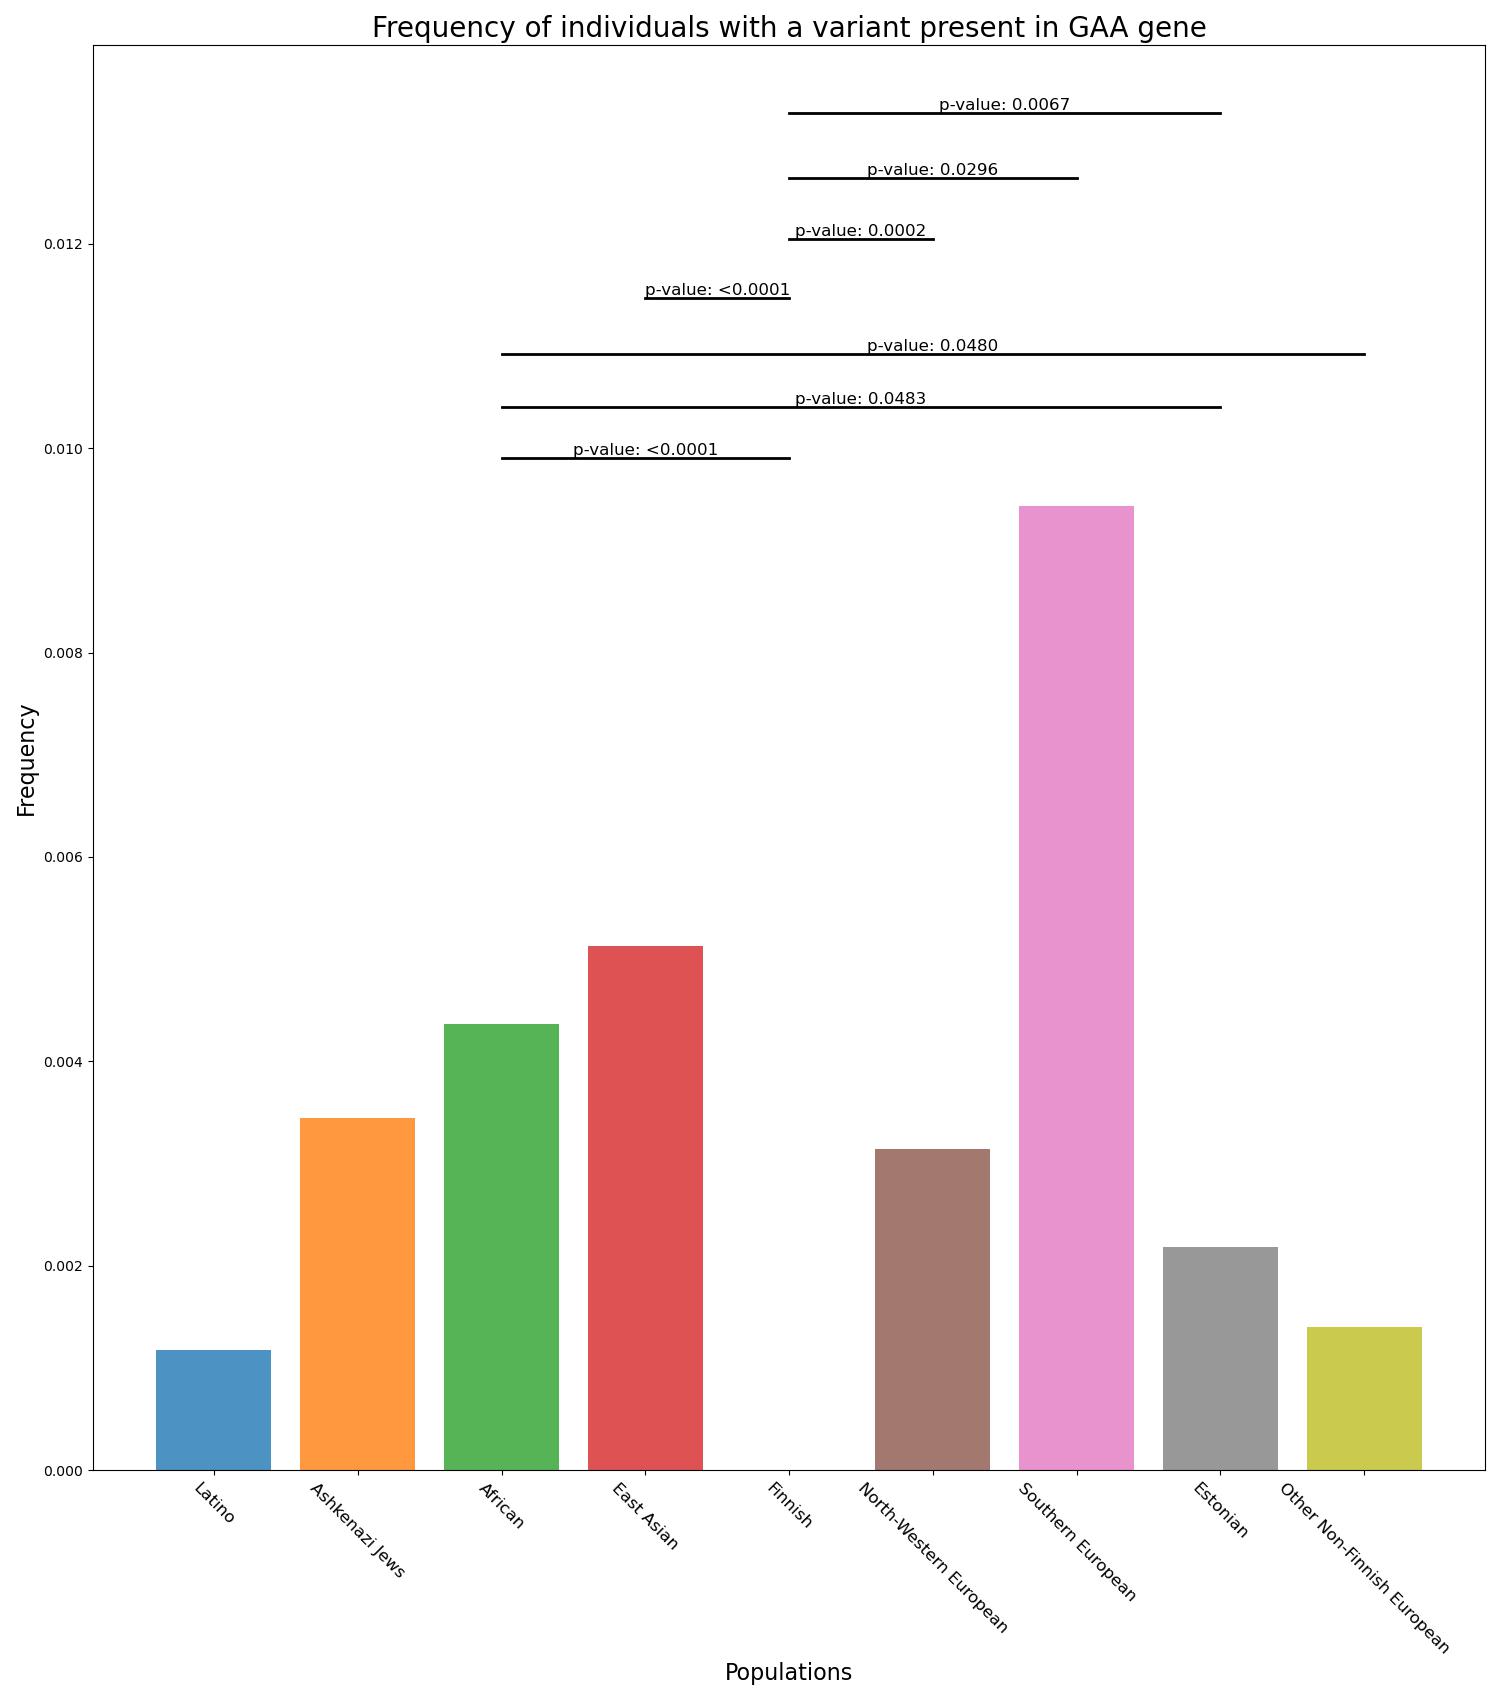 Frequency of individuals with a variant present in GAA gene
p-value: 0.0067
p-value: 0.0296
p-value: 0.0002
p-value: <0.0001
p-value: 0.0480
p-value: 0.0483
p-value: <0.0001
0.012
0.010
0.008
0.006
0.004
0.002
0.000
Frequency
Latino
Ashkenazi Jews
African
East Asian
Finnish
North-Western European
Southern European
Estonian
Other Non-Finnish European
Populations